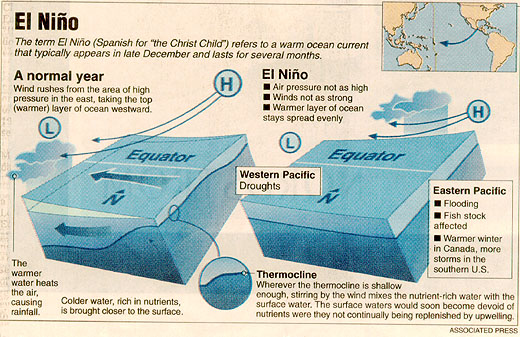 El Niño
The term El Niño (Spanish for "the Christ Child") refers to a warm ocean current
that typically appears in late December and lasts for several months.
A normal year
Wind rushes from the area of high
pressure in the east, taking the top
(warmer) layer of ocean westward.
H
L
Equator
N
The
warmer
water heats
the air,
causing
rainfall.
Colder water, rich in nutrients,
is brought closer to the surface.
El Niño
■ Air pressure not as high
■ Winds not as strong
■ Warmer layer of ocean
stays spread evenly
H
L
Equator
N
Western Pacific
Droughts
Eastern Pacific
■ Flooding
■ Fish stock
affected
■ Warmer winter
in Canada, more
storms in the
southern U.S.
Thermocline
Wherever the thermocline is shallow
enough, stirring by the wind mixes the nutrient-rich water with the
surface water. The surface waters would soon become devoid of
nutrients were they not continually being replenished by upwelling.
ASSOCIATED PRESS